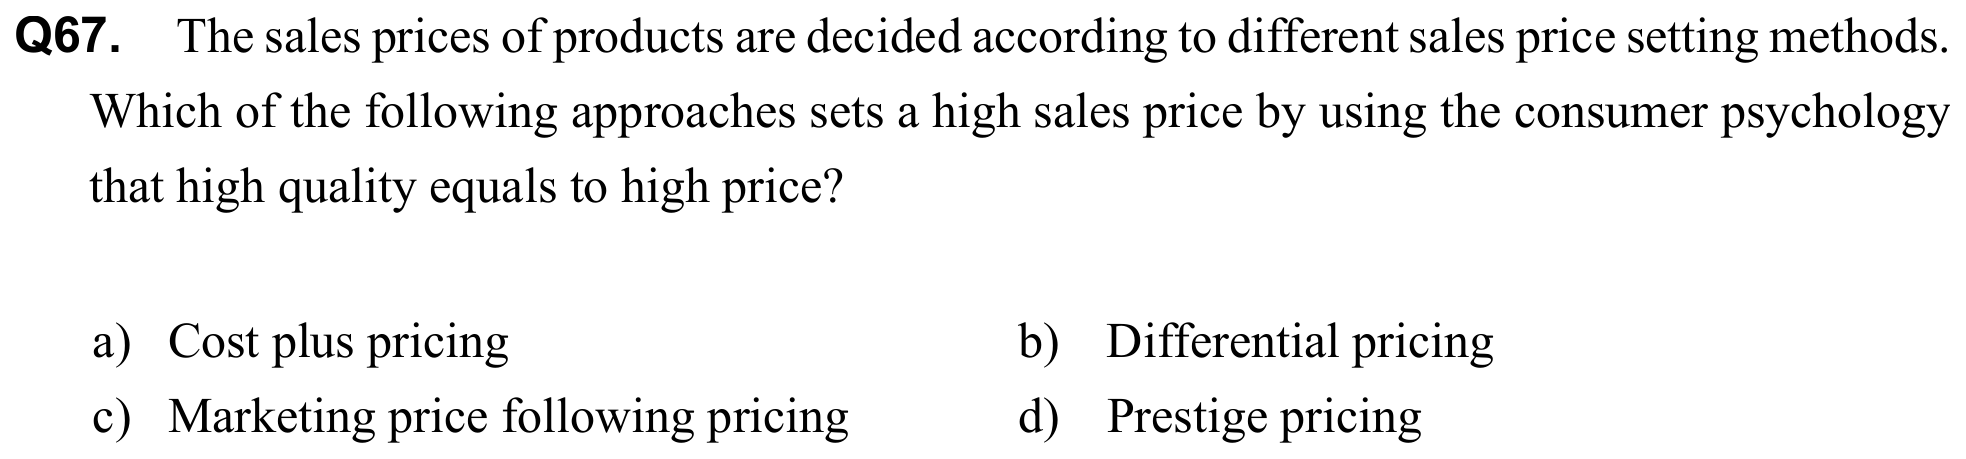 Q67. The sales prices of products are decided according to different sales price setting methods.
Which of the following approaches sets a high sales price by using the consumer psychology
that high quality equals to high price?
a) Cost plus pricing b) Differential pricing
c) Marketing price following pricing d) Prestige pricing